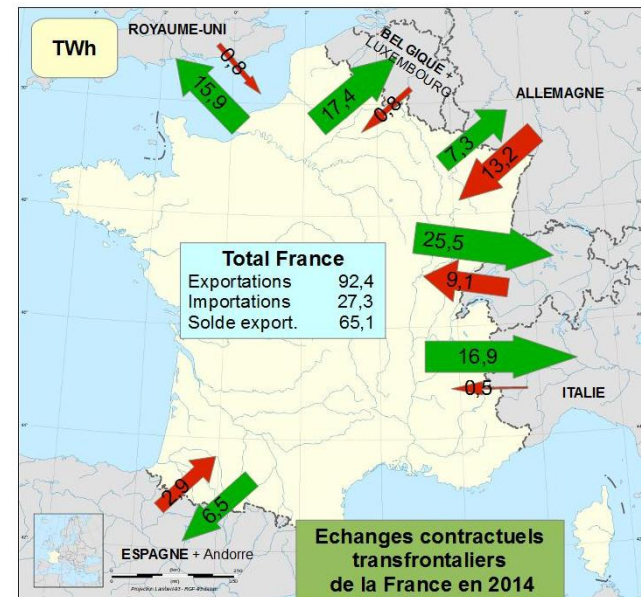 TWh
ROYAUME-UNI
0,8
15,9
BELGIQUE +
LUXEMBOURG
17,4
0,8
ALLEMAGNE
7,3
13,2
25,5
9,1
Total France
Exportations 92,4
Importations 27,3
Solde export. 65,1
16,9
0,5
ITALIE
2,9
6,5
ESPAGNE + Andorre
Echanges contractuels
transfrontaliers
de la France en 2014